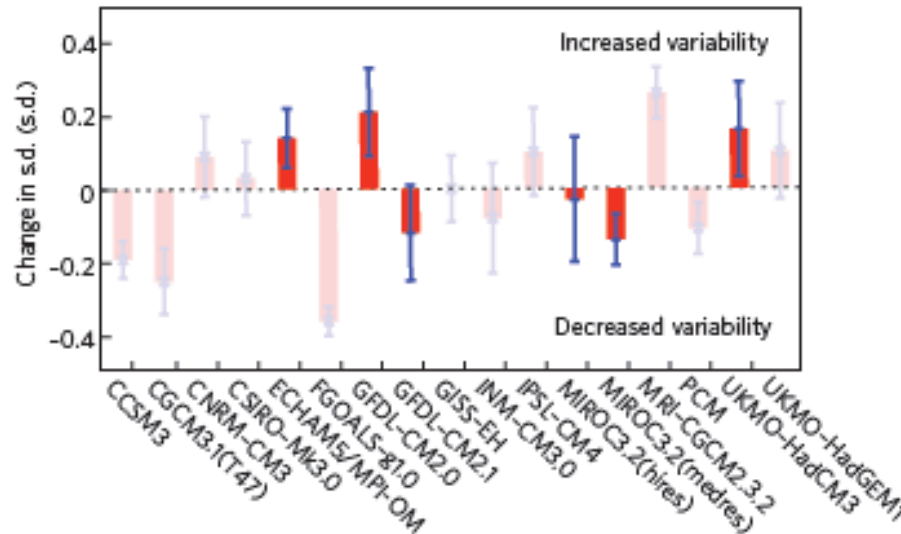 Increased variability
Decreased variability
Change in s.d. (s.d.)
0.4
0.2
0
−0.2
−0.4
CCSM3
CGCM3.1(T47)
CNRM-CM3
CSIRO-Mk3.0
ECHAM5/MPI-OM
FGOALS-g1.0
GFDL-CM2.0
GFDL-CM2.1
GISS-EH
INM-CM3.0
IPSL-CM4
MIROC3.2(hires)
MIROC3.2(medres)
MRI-CGCM2.3.2
PCM
UKMO-HadCM3
UKMO-HadGEM1